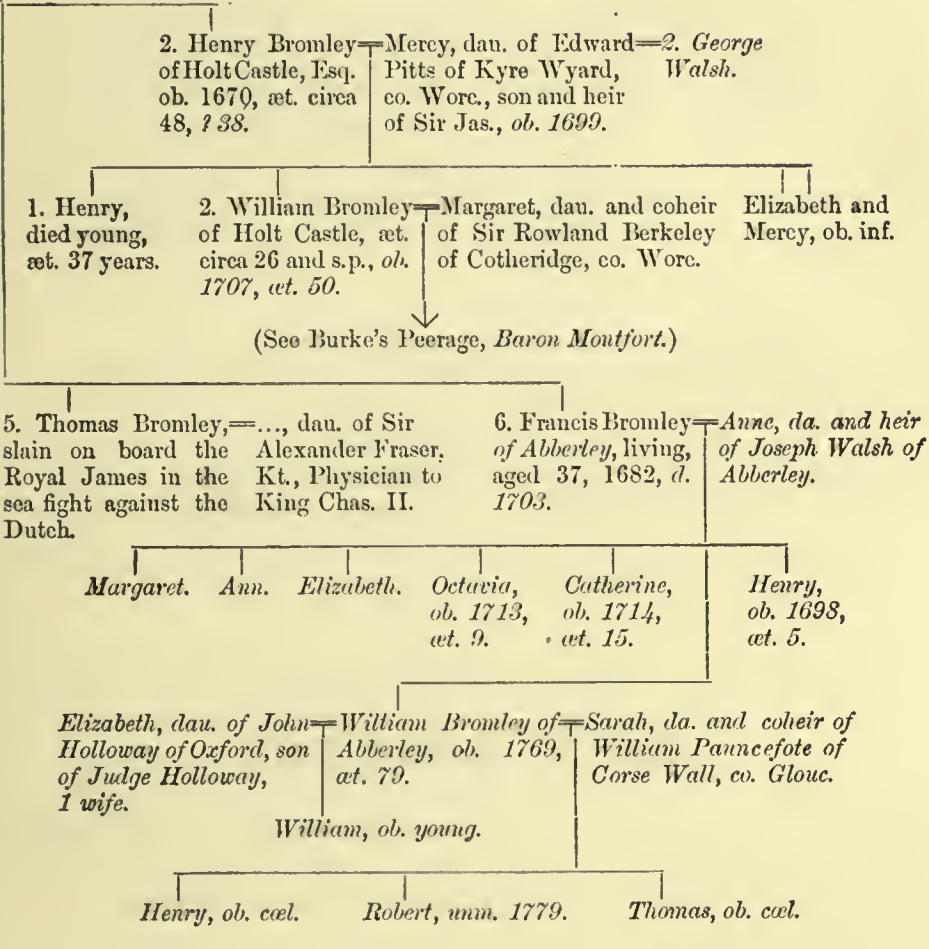 2. Henry Bromley
of Holt Castle, Esq.
ob. 1670, æt. circa
48, ? 38.
Mercy, dau. of Edward
Pitts of Kyre Wyard,
co. Worc., son and heir
of Sir Jas., ob. 1699.
2. George
Walsh.
1. Henry,
died young,
æt. 37 years.
2. William Bromley
of Holt Castle, æt.
circa 26 and s.p., ob.
1707, æt. 50.
Margaret, dau. and coheir
of Sir Rowland Berkeley
of Cotheridge, co. Worc.
Elizabeth and
Mercy, ob. inf.
(See Burke's Peerage, Baron Montfort.)
5. Thomas Bromley,
slain on board the
Royal James in the
sea fight against the
Dutch.
..., dau. of Sir
Alexander Fraser,
Kt., Physician to
King Chas. II.
6. Francis Bromley
of Abberley, living,
aged 37, 1682, d.
1703.
Anne, da. and heir
of Joseph Walsh of
Abberley.
Margaret.
Ann.
Elizabeth.
Octavia,
ob. 1713,
æt. 9.
Catherine,
ob. 1714,
æt. 15.
Henry,
ob. 1698,
æt. 5.
Elizabeth, dau. of John
Holloway of Oxford, son
of Judge Holloway,
1 wife.
William Bromley of
Abberley, ob. 1769,
æt. 79.
Sarah, da. and coheir of
William Pauncefote of
Corse Wall, co. Glouc.
William, ob. young.
Henry, ob. cœl.
Robert, unm. 1779.
Thomas, ob. cœl.